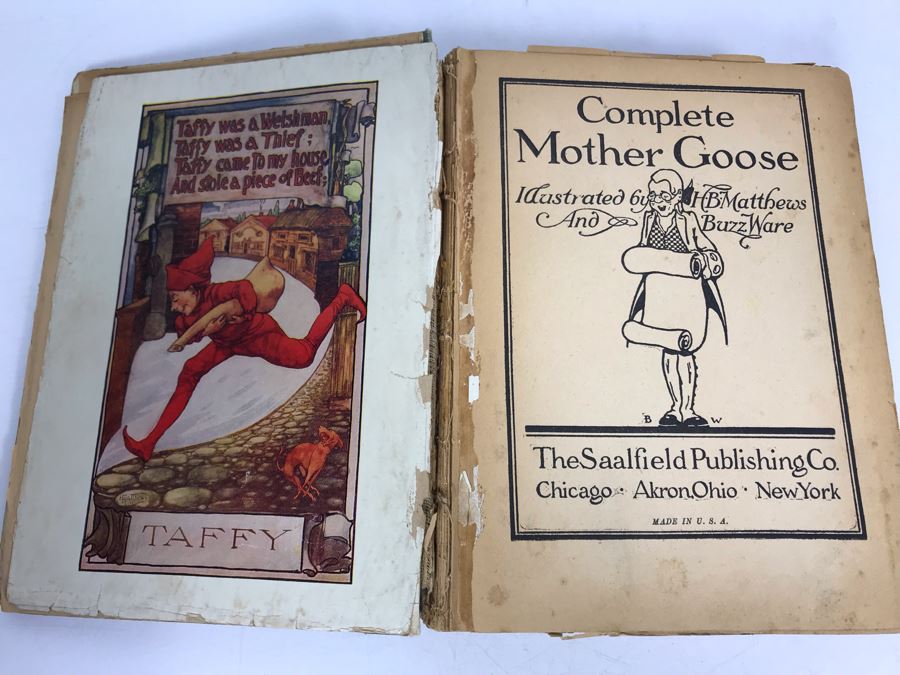 Taffy was a Welshman,
Taffy was a Thief;
Taffy came to my house
And stole a piece of Beef;
TAFFY
Complete
Mother Goose
Illustrated by H.B. Matthews
And Buzz Ware
B W
The Saalfield Publishing Co.
Chicago · Akron, Ohio · New York
MADE IN U. S. A.